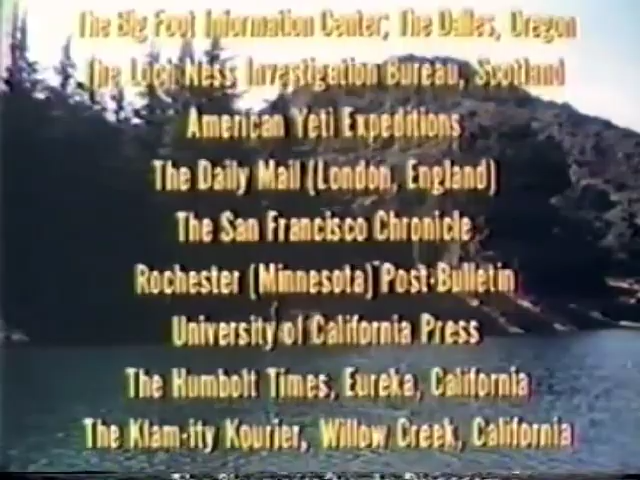 The Big Foot Information Center, The Dalles, Oregon
The Loch Ness Investigation Bureau, Scotland
American Yeti Expeditions
The Daily Mail (London, England)
The San Francisco Chronicle
Rochester (Minnesota) Post-Bulletin
University of California Press
The Humbolt Times, Eureka, California
The Klam-ity Kourier, Willow Creek, California